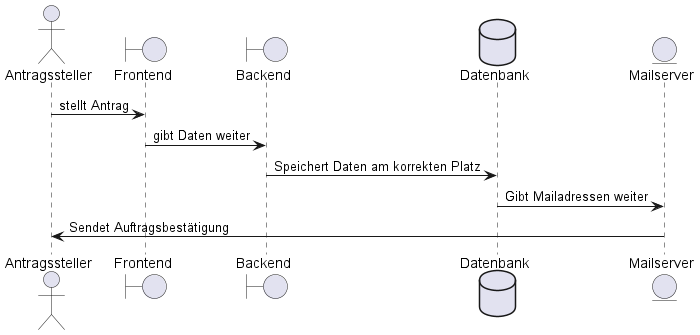 Antragssteller Frontend Backend Datenbank Mailserver
stellt Antrag
gibt Daten weiter
Speichert Daten am korrekten Platz
Gibt Mailadressen weiter
Sendet Auftragsbestätigung
Antragssteller Frontend Backend Datenbank Mailserver